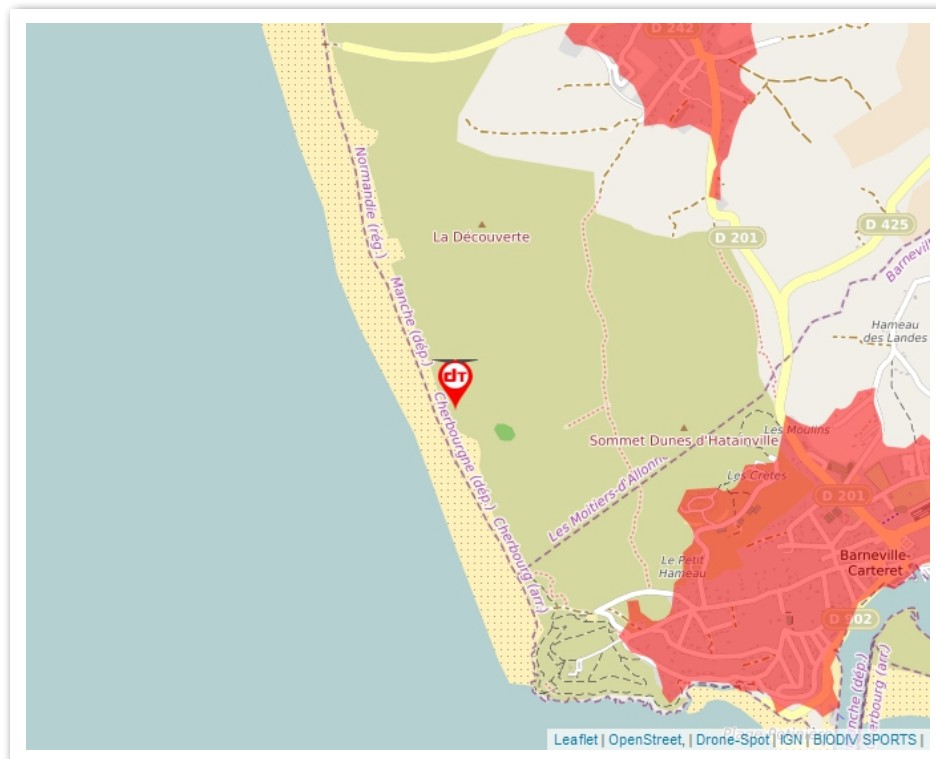 D 242
Normandie (rég.)
La Découverte
D 201
D 425
Manche (dép.)
Hameau
des Landes
dT
Cherbourgne (dép.)
Les Moulins
Sommet Dunes d'Hatainville
Les Moitiers-d'Allonne
Les Crêtes
D 201
Cherbourg (arr.)
Le Petit
Hameau
Barneville-
Carteret
D 902
Leaflet | OpenStreet, | Drone-Spot | IGN | BIODIV SPORTS |